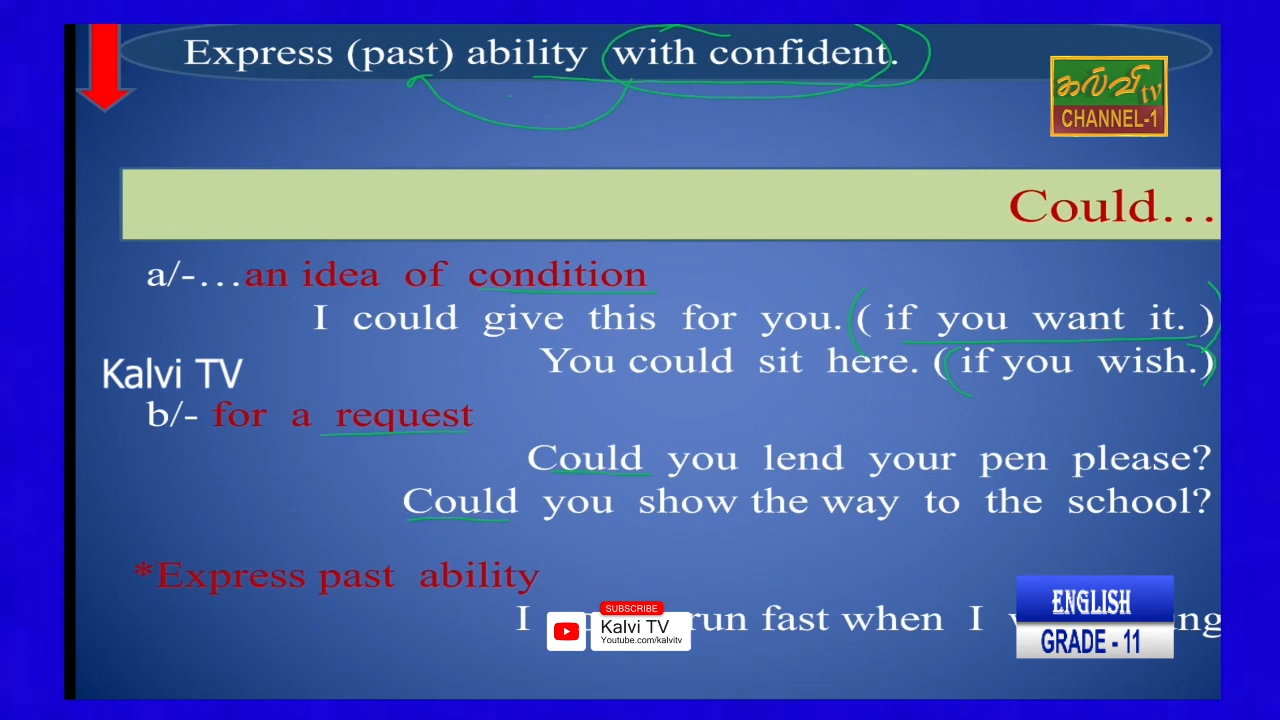 Express (past) ability with confident.
கல்வி tv
CHANNEL-1
Could...
a/-...an idea of condition
I could give this for you. ( if you want it. )
You could sit here. ( if you wish.)
Kalvi TV
b/- for a request
Could you lend your pen please?
Could you show the way to the school?
*Express past ability
I run fast when I
SUBSCRIBE
Kalvi TV
Youtube.com/kalvitv
ENGLISH
GRADE - 11